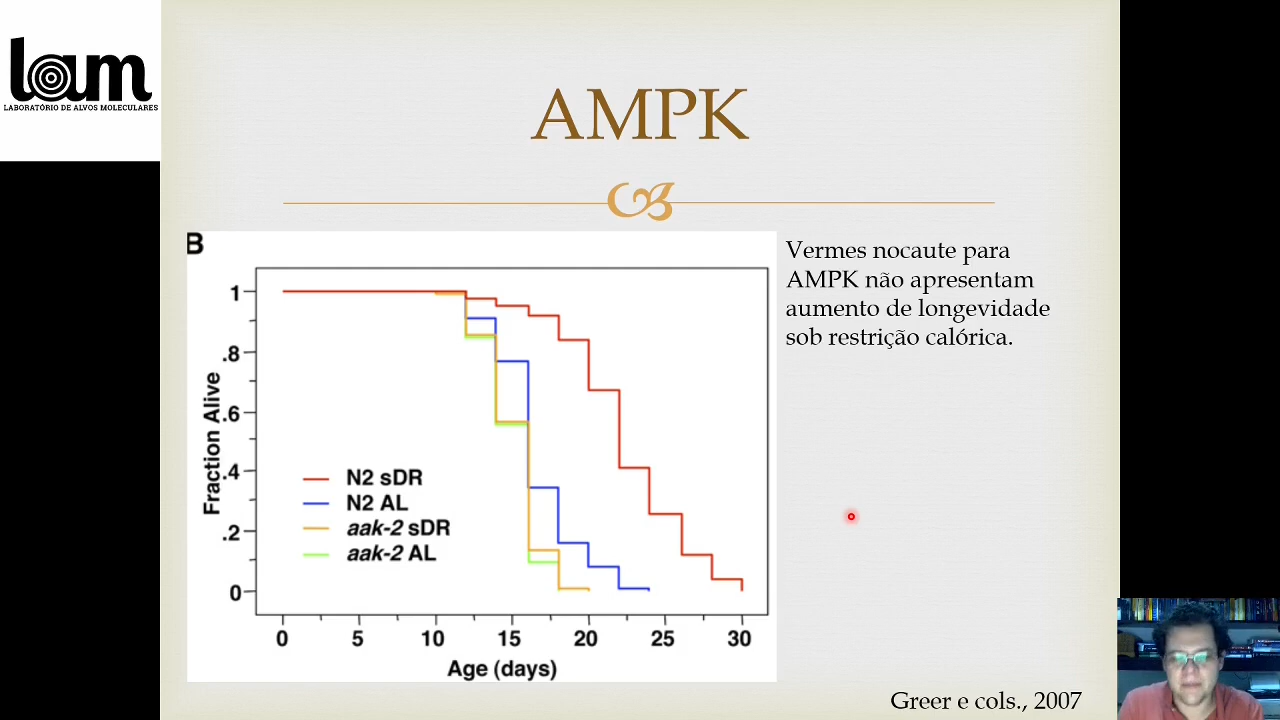 lam
LABORATÓRIO DE ALVOS MOLECULARES
AMPK
B
Vermes nocaute para
AMPK não apresentam
aumento de longevidade
sob restrição calórica.
Fraction Alive
1
.8
.6
.4
.2
0
N2 sDR
N2 AL
aak-2 sDR
aak-2 AL
0 5 10 15 20 25 30
Age (days)
Greer e cols., 2007